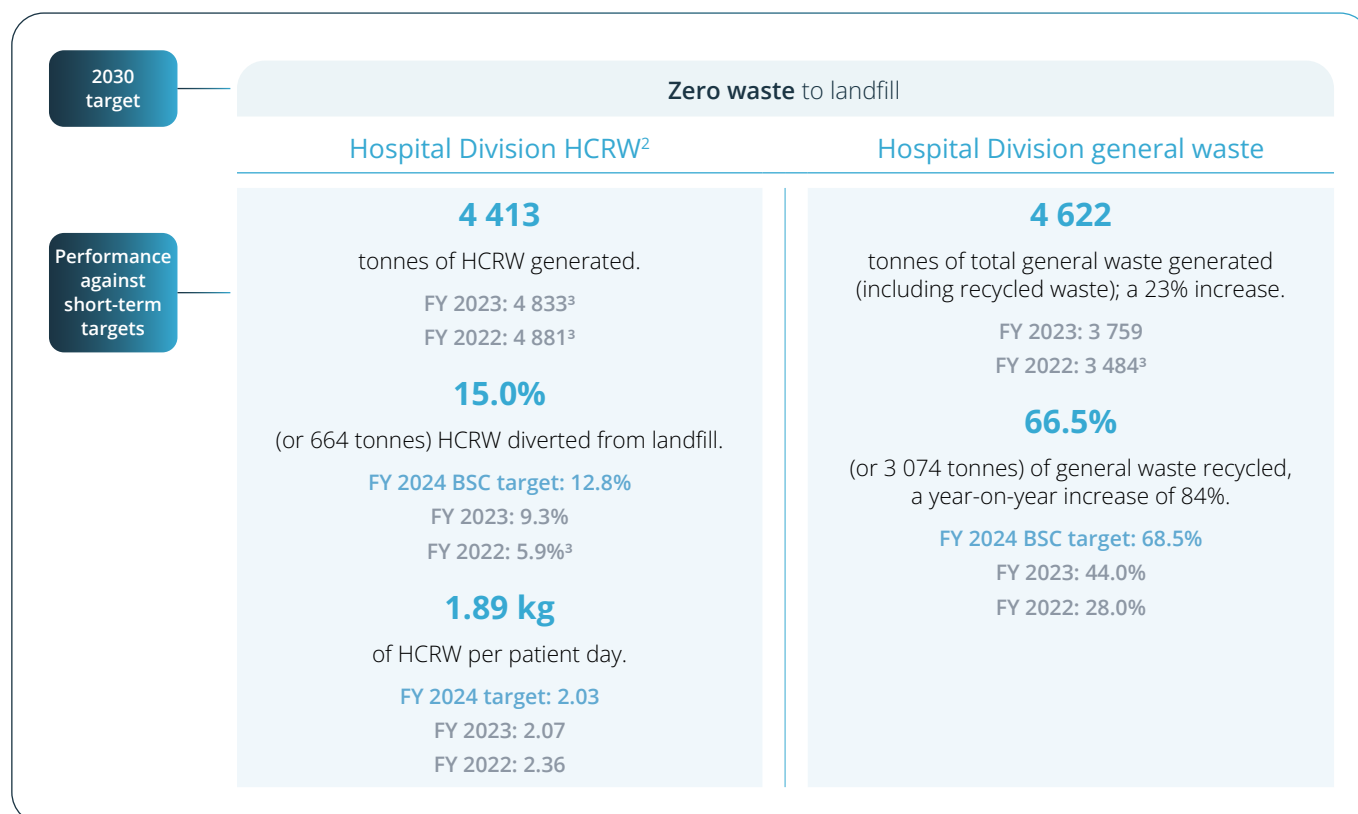 2030
target
Zero waste to landfill
Hospital Division HCRW²
Hospital Division general waste
Performance
against
short-term
targets
4 413
tonnes of HCRW generated.
FY 2023: 4 833³
FY 2022: 4 881³
15.0%
(or 664 tonnes) HCRW diverted from landfill.
FY 2024 BSC target: 12.8%
FY 2023: 9.3%
FY 2022: 5.9%³
1.89 kg
of HCRW per patient day.
FY 2024 target: 2.03
FY 2023: 2.07
FY 2022: 2.36
4 622
tonnes of total general waste generated
(including recycled waste); a 23% increase.
FY 2023: 3 759
FY 2022: 3 484³
66.5%
(or 3 074 tonnes) of general waste recycled,
a year-on-year increase of 84%.
FY 2024 BSC target: 68.5%
FY 2023: 44.0%
FY 2022: 28.0%